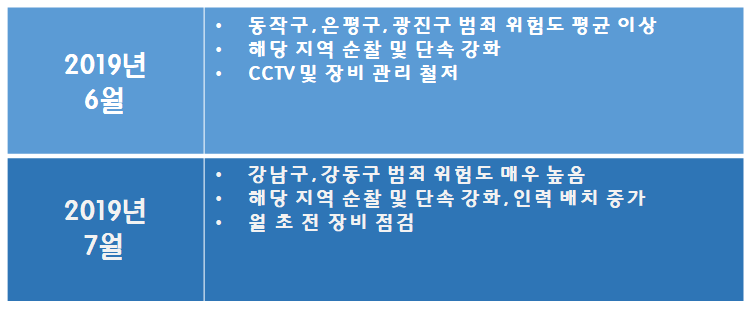 2019년
6월
• 동작구, 은평구, 광진구 범죄 위험도 평균 이상
• 해당 지역 순찰 및 단속 강화
• CCTV 및 장비 관리 철저
2019년
7월
• 강남구, 강동구 범죄 위험도 매우 높음
• 해당 지역 순찰 및 단속 강화, 인력 배치 증가
• 월 초 전 장비 점검